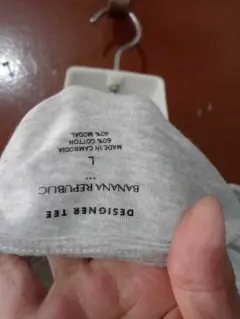 DESIGNER TEE
BANANA REPUBLIC
...
L
MADE IN CAMBODIA
60% COTTON
40% MODAL